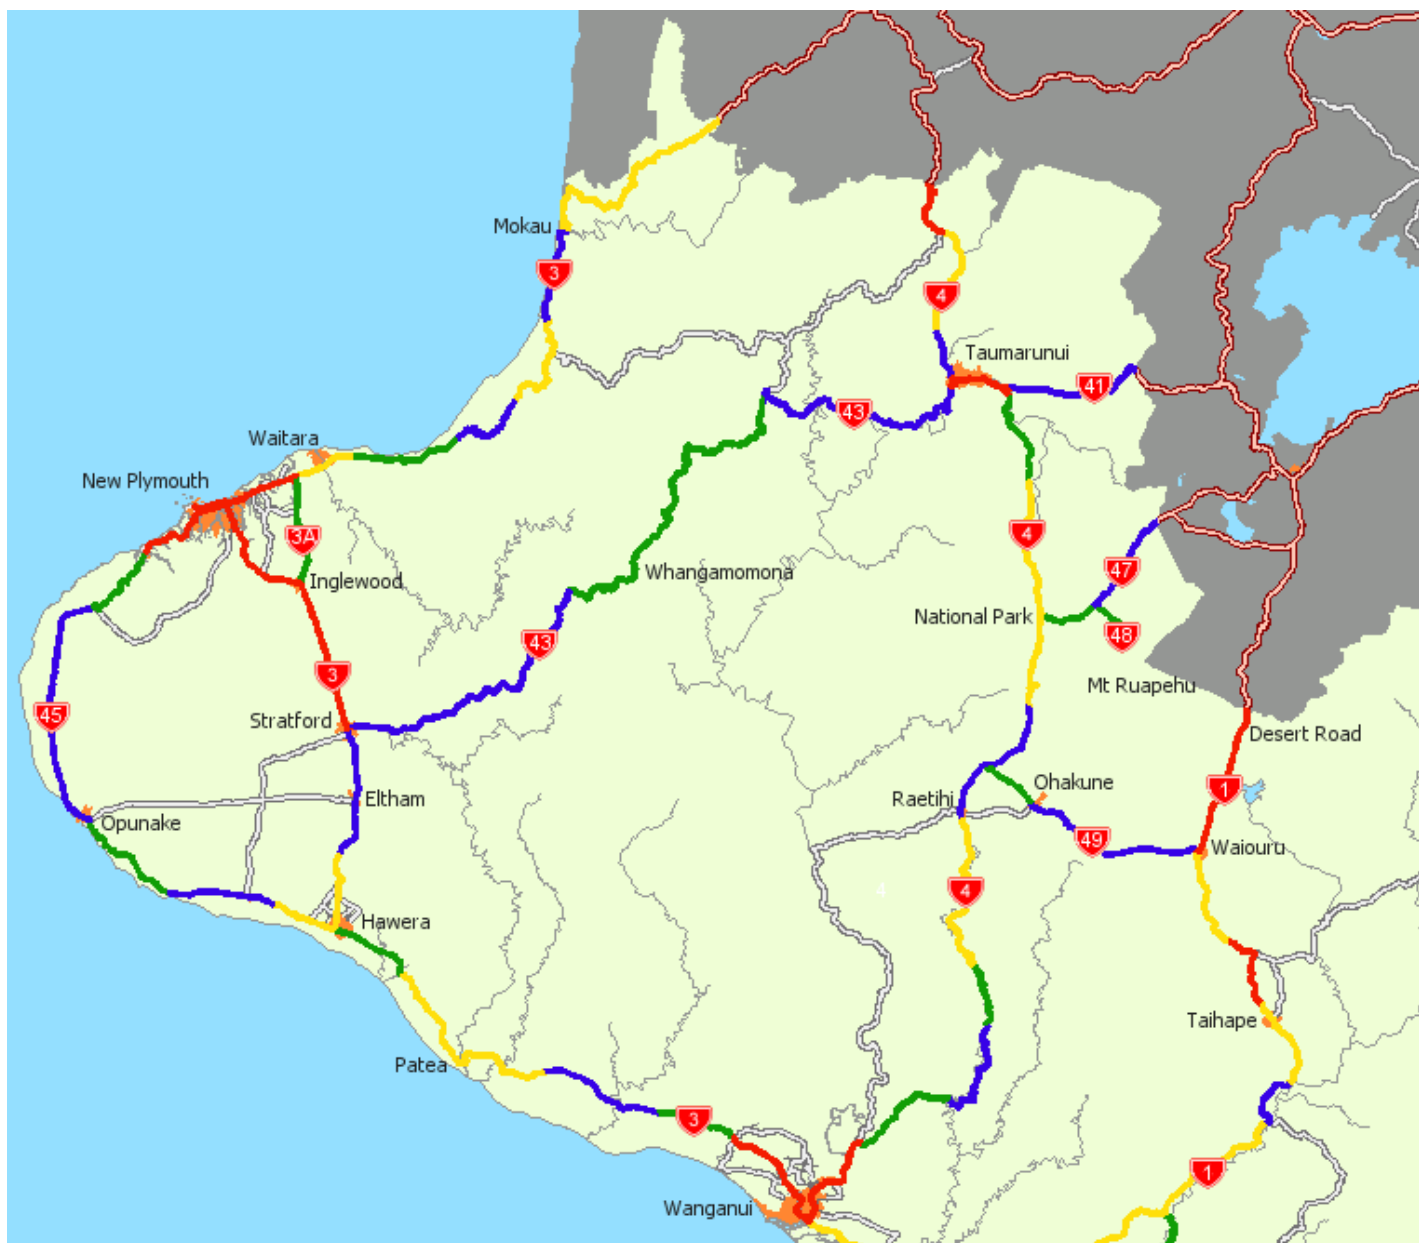 Mokau
3
4
Taumarunui
41
43
Waitara
New Plymouth
3A
4
Inglewood
Whangamomona
47
National Park
48
43
3
Mt Ruapehu
45
Stratford
Desert Road
Ohakune
1
Eltham
Raetihi
Opunake
49
Waiouru
4
4
Hawera
Taihape
Patea
3
1
Wanganui